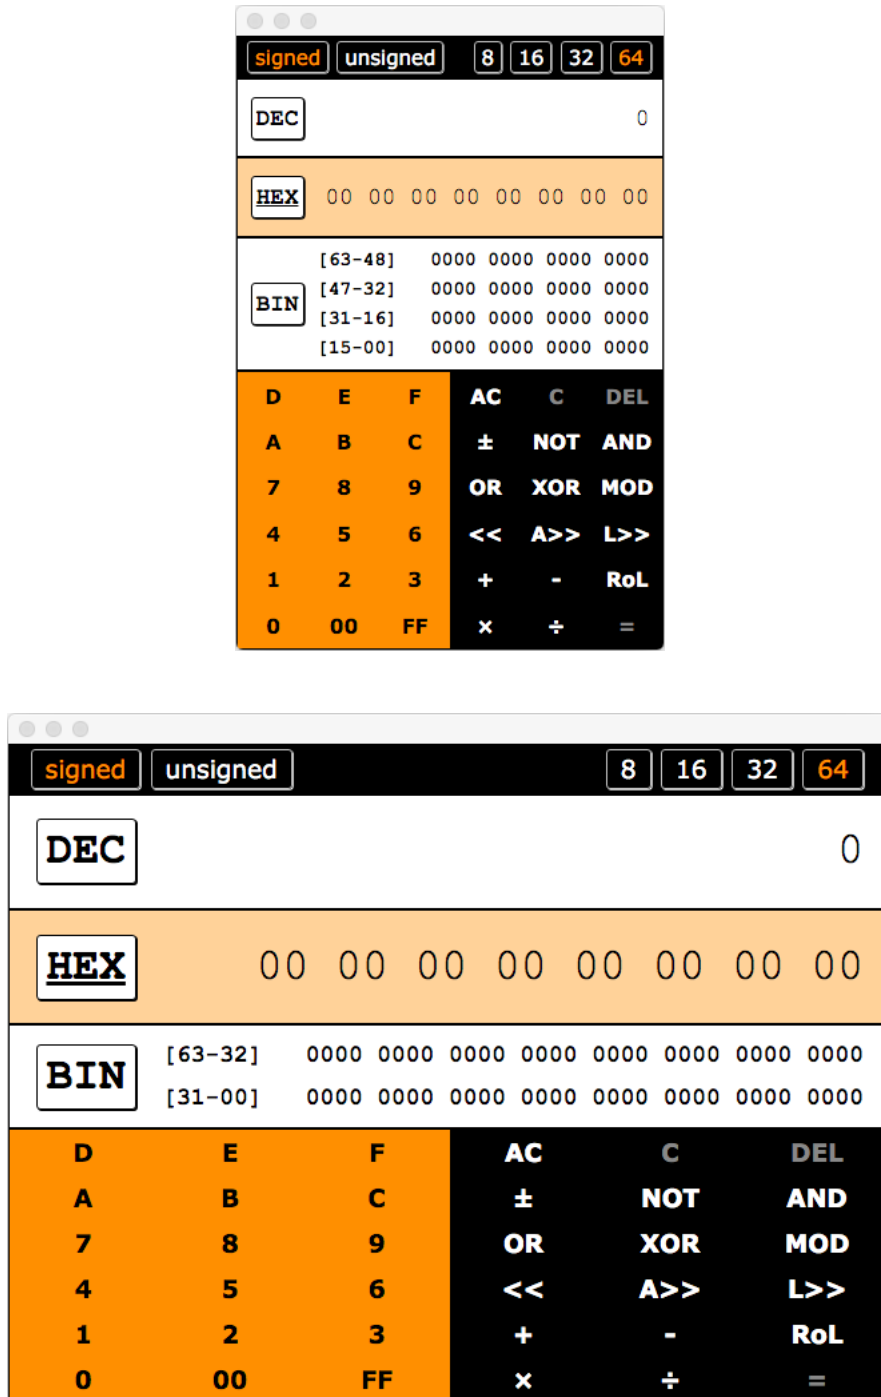 signed unsigned 8 16 32 64
DEC 0
HEX 00 00 00 00 00 00 00 00
[63-48] 0000 0000 0000 0000
[47-32] 0000 0000 0000 0000
BIN
[31-16] 0000 0000 0000 0000
[15-00] 0000 0000 0000 0000
D E F AC C DEL
A B C ± NOT AND
7 8 9 OR XOR MOD
4 5 6 << A>> L>>
1 2 3 + - RoL
0 00 FF × ÷ =
signed unsigned 8 16 32 64
DEC 0
HEX 00 00 00 00 00 00 00 00
BIN
[63-32] 0000 0000 0000 0000 0000 0000 0000 0000
[31-00] 0000 0000 0000 0000 0000 0000 0000 0000
D E F AC C DEL
A B C ± NOT AND
7 8 9 OR XOR MOD
4 5 6 << A>> L>>
1 2 3 + - RoL
0 00 FF × ÷ =